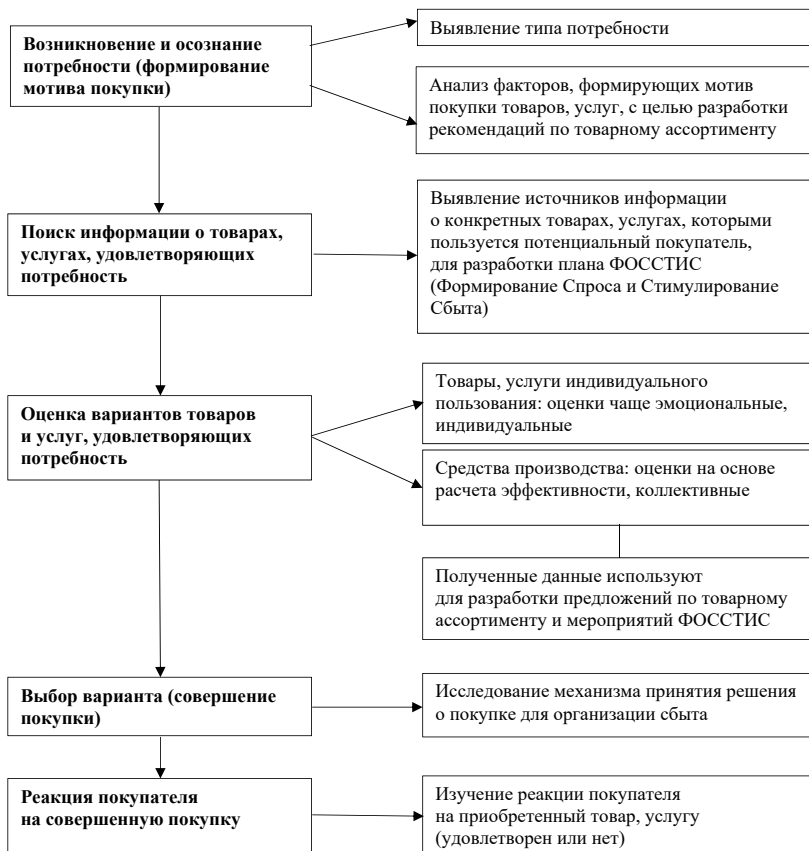 Возникновение и осознание
потребности (формирование
мотива покупки)
Выявление типа потребности
Анализ факторов, формирующих мотив
покупки товаров, услуг, с целью разработки
рекомендаций по товарному ассортименту
Поиск информации о товарах,
услугах, удовлетворяющих
потребность
Выявление источников информации
о конкретных товарах, услугах, которыми
пользуется потенциальный покупатель,
для разработки плана ФОССТИС
(Формирование Спроса и Стимулирование
Сбыта)
Оценка вариантов товаров
и услуг, удовлетворяющих
потребность
Товары, услуги индивидуального
пользования: оценки чаще эмоциональные,
индивидуальные
Средства производства: оценки на основе
расчета эффективности, коллективные
Полученные данные используют
для разработки предложений по товарному
ассортименту и мероприятий ФОССТИС
Выбор варианта (совершение
покупки)
Исследование механизма принятия решения
о покупке для организации сбыта
Реакция покупателя
на совершенную покупку
Изучение реакции покупателя
на приобретенный товар, услугу
(удовлетворен или нет)